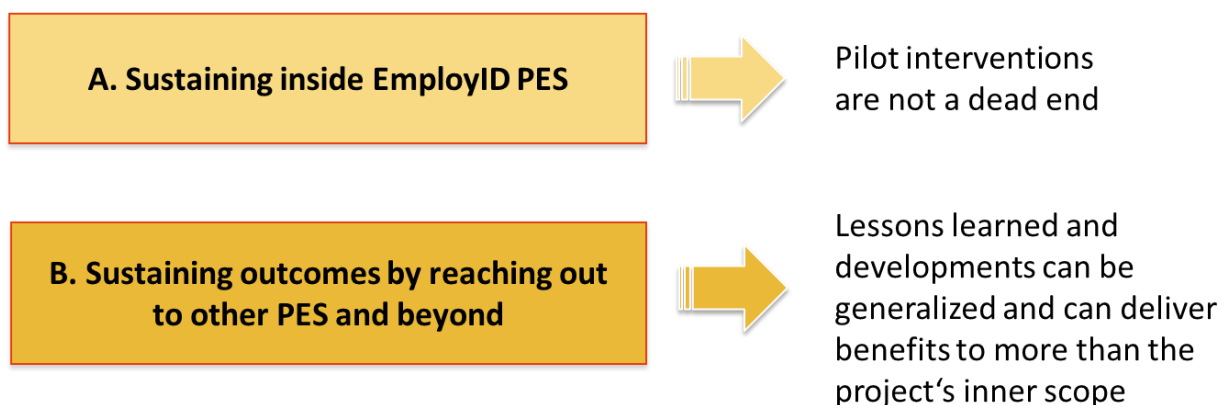 A. Sustaining inside EmployID PES
Pilot interventions
are not a dead end
B. Sustaining outcomes by reaching out
to other PES and beyond
Lessons learned and
developments can be
generalized and can deliver
benefits to more than the
project‘s inner scope